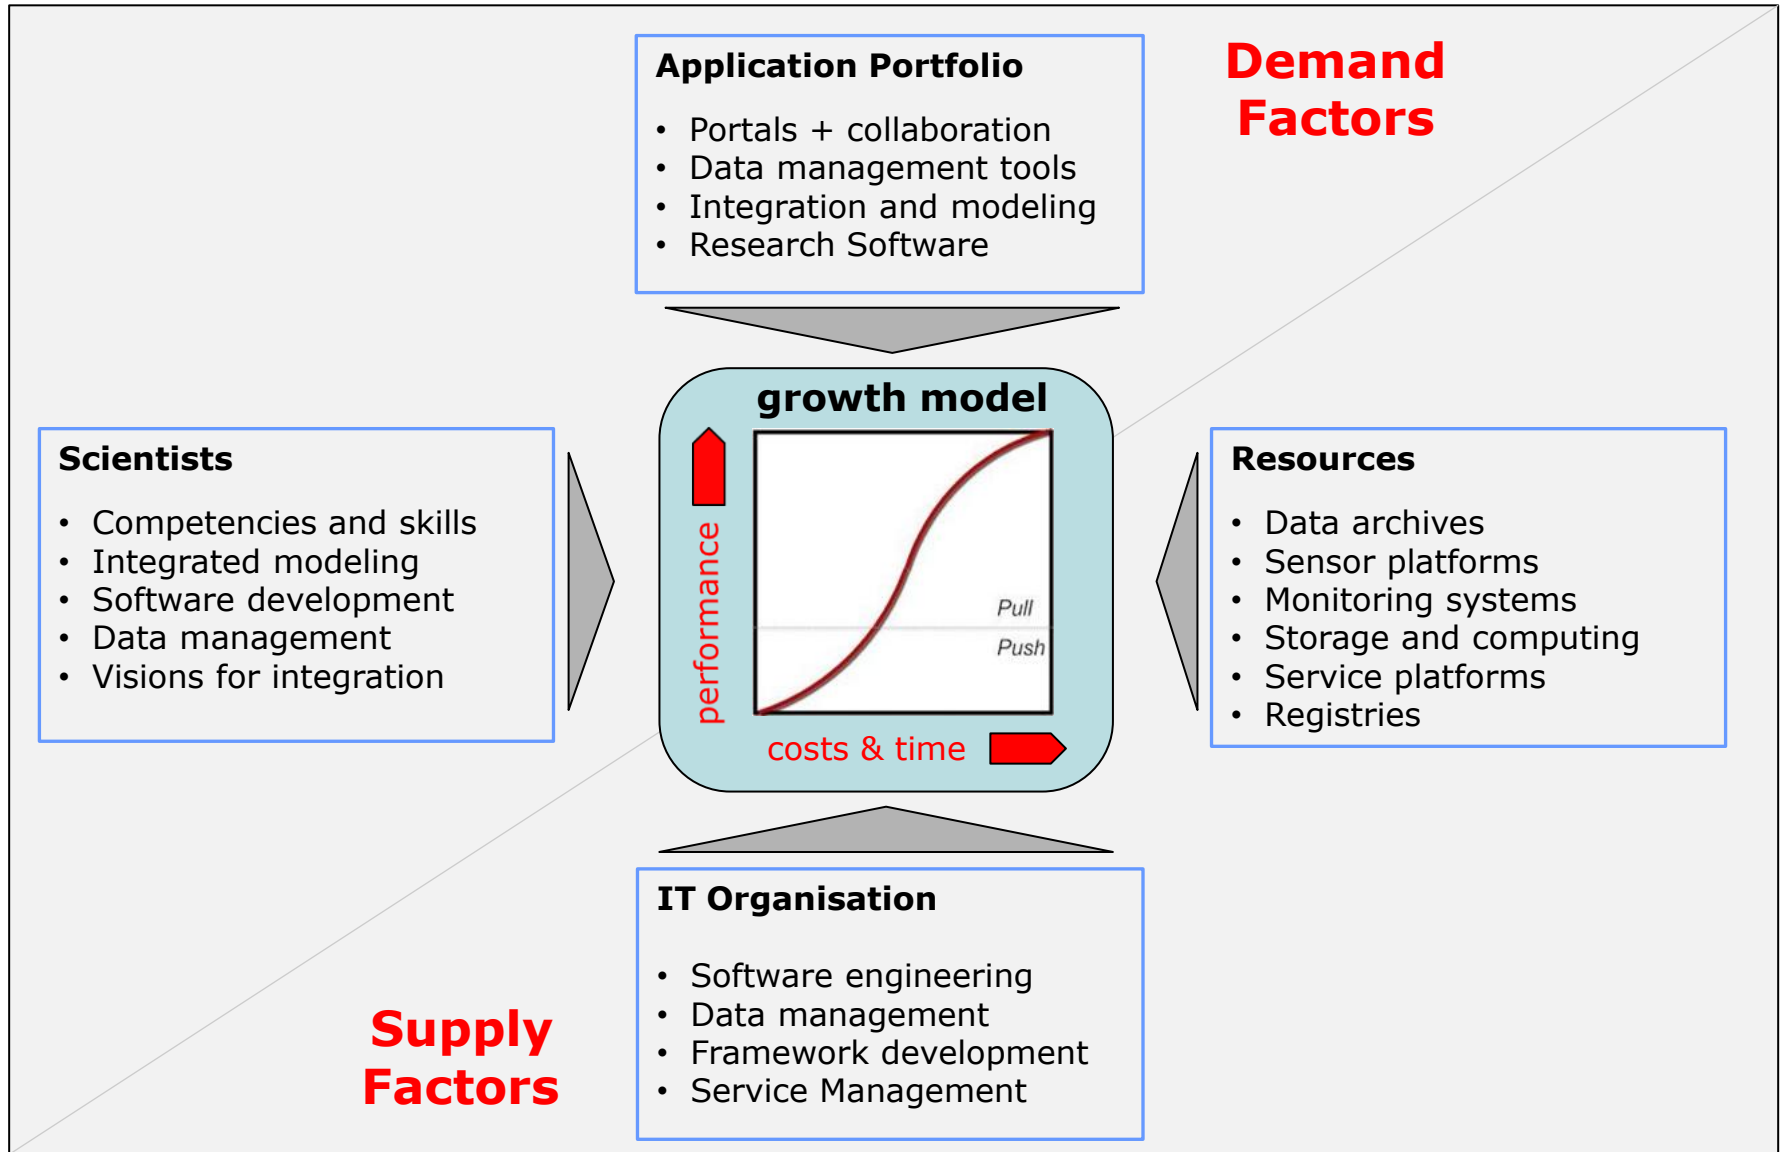 Application Portfolio
• Portals + collaboration
• Data management tools
• Integration and modeling
• Research Software
Demand
Factors
Scientists
• Competencies and skills
• Integrated modeling
• Software development
• Data management
• Visions for integration
growth model
performance
Pull
Push
costs & time
Resources
• Data archives
• Sensor platforms
• Monitoring systems
• Storage and computing
• Service platforms
• Registries
IT Organisation
• Software engineering
• Data management
• Framework development
• Service Management
Supply
Factors